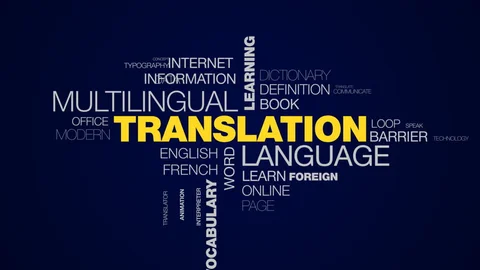 CONCEPT
TYPOGRAPHY
INTERNET
INFORMATION
LEARNING
DICTIONARY
DEFINITION
TRANSLATE
COMMUNICATE
MULTILINGUAL
BOOK
OFFICE
MODERN
TRANSLATION
LOOP
SPEAK
BARRIER
TECHNOLOGY
ENGLISH
WORD
LANGUAGE
FRENCH
LEARN
FOREIGN
ONLINE
PAGE
TRANSLATOR
ANIMATION
INTERPRETER
OCABULARY